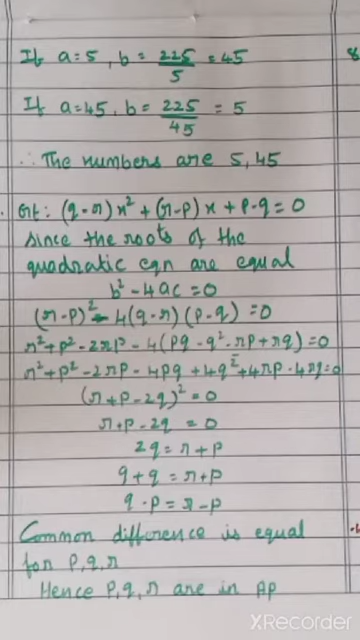 If a=5, b = 225/5 = 45
If a=45, b = 225/45 = 5
∴ The numbers are 5, 45
Gn: (q-r)x² + (r-p)x + p-q = 0
Since the roots of the
quadratic eqn are equal
b²-4ac=0
(r-p)²-4(q-r)(p-q)=0
r²+p²-2rp-4(pq-q²-rp+rq)=0
r²+p²-2rp-4pq+4q²+4rp-4rq=0
(r+p-2q)²=0
r+p-2q=0
2q=r+p
q+q=r+p
q-p=r-p
Common difference is equal
for p,q,r
Hence p,q,r are in AP
XRecorder